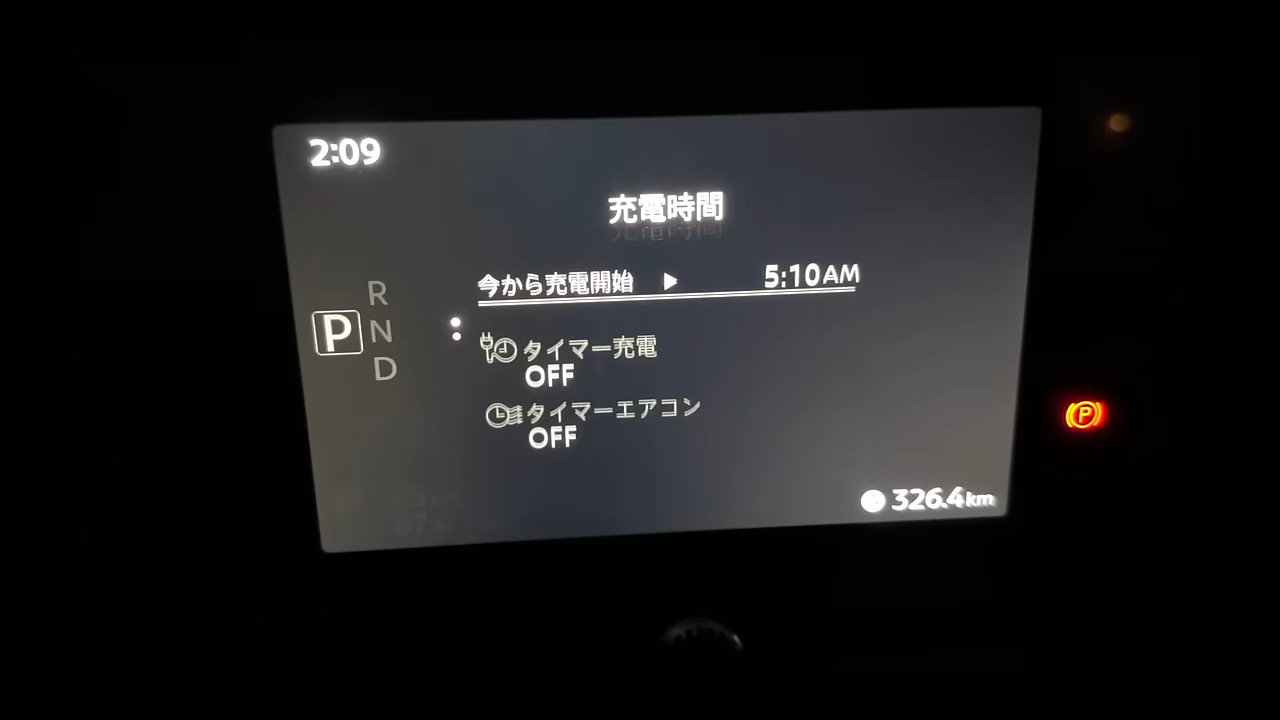 2:09
充電時間
今から充電開始 ▶ 5:10AM
R
P N
D
タイマー充電
OFF
タイマーエアコン
OFF
326.4km
P